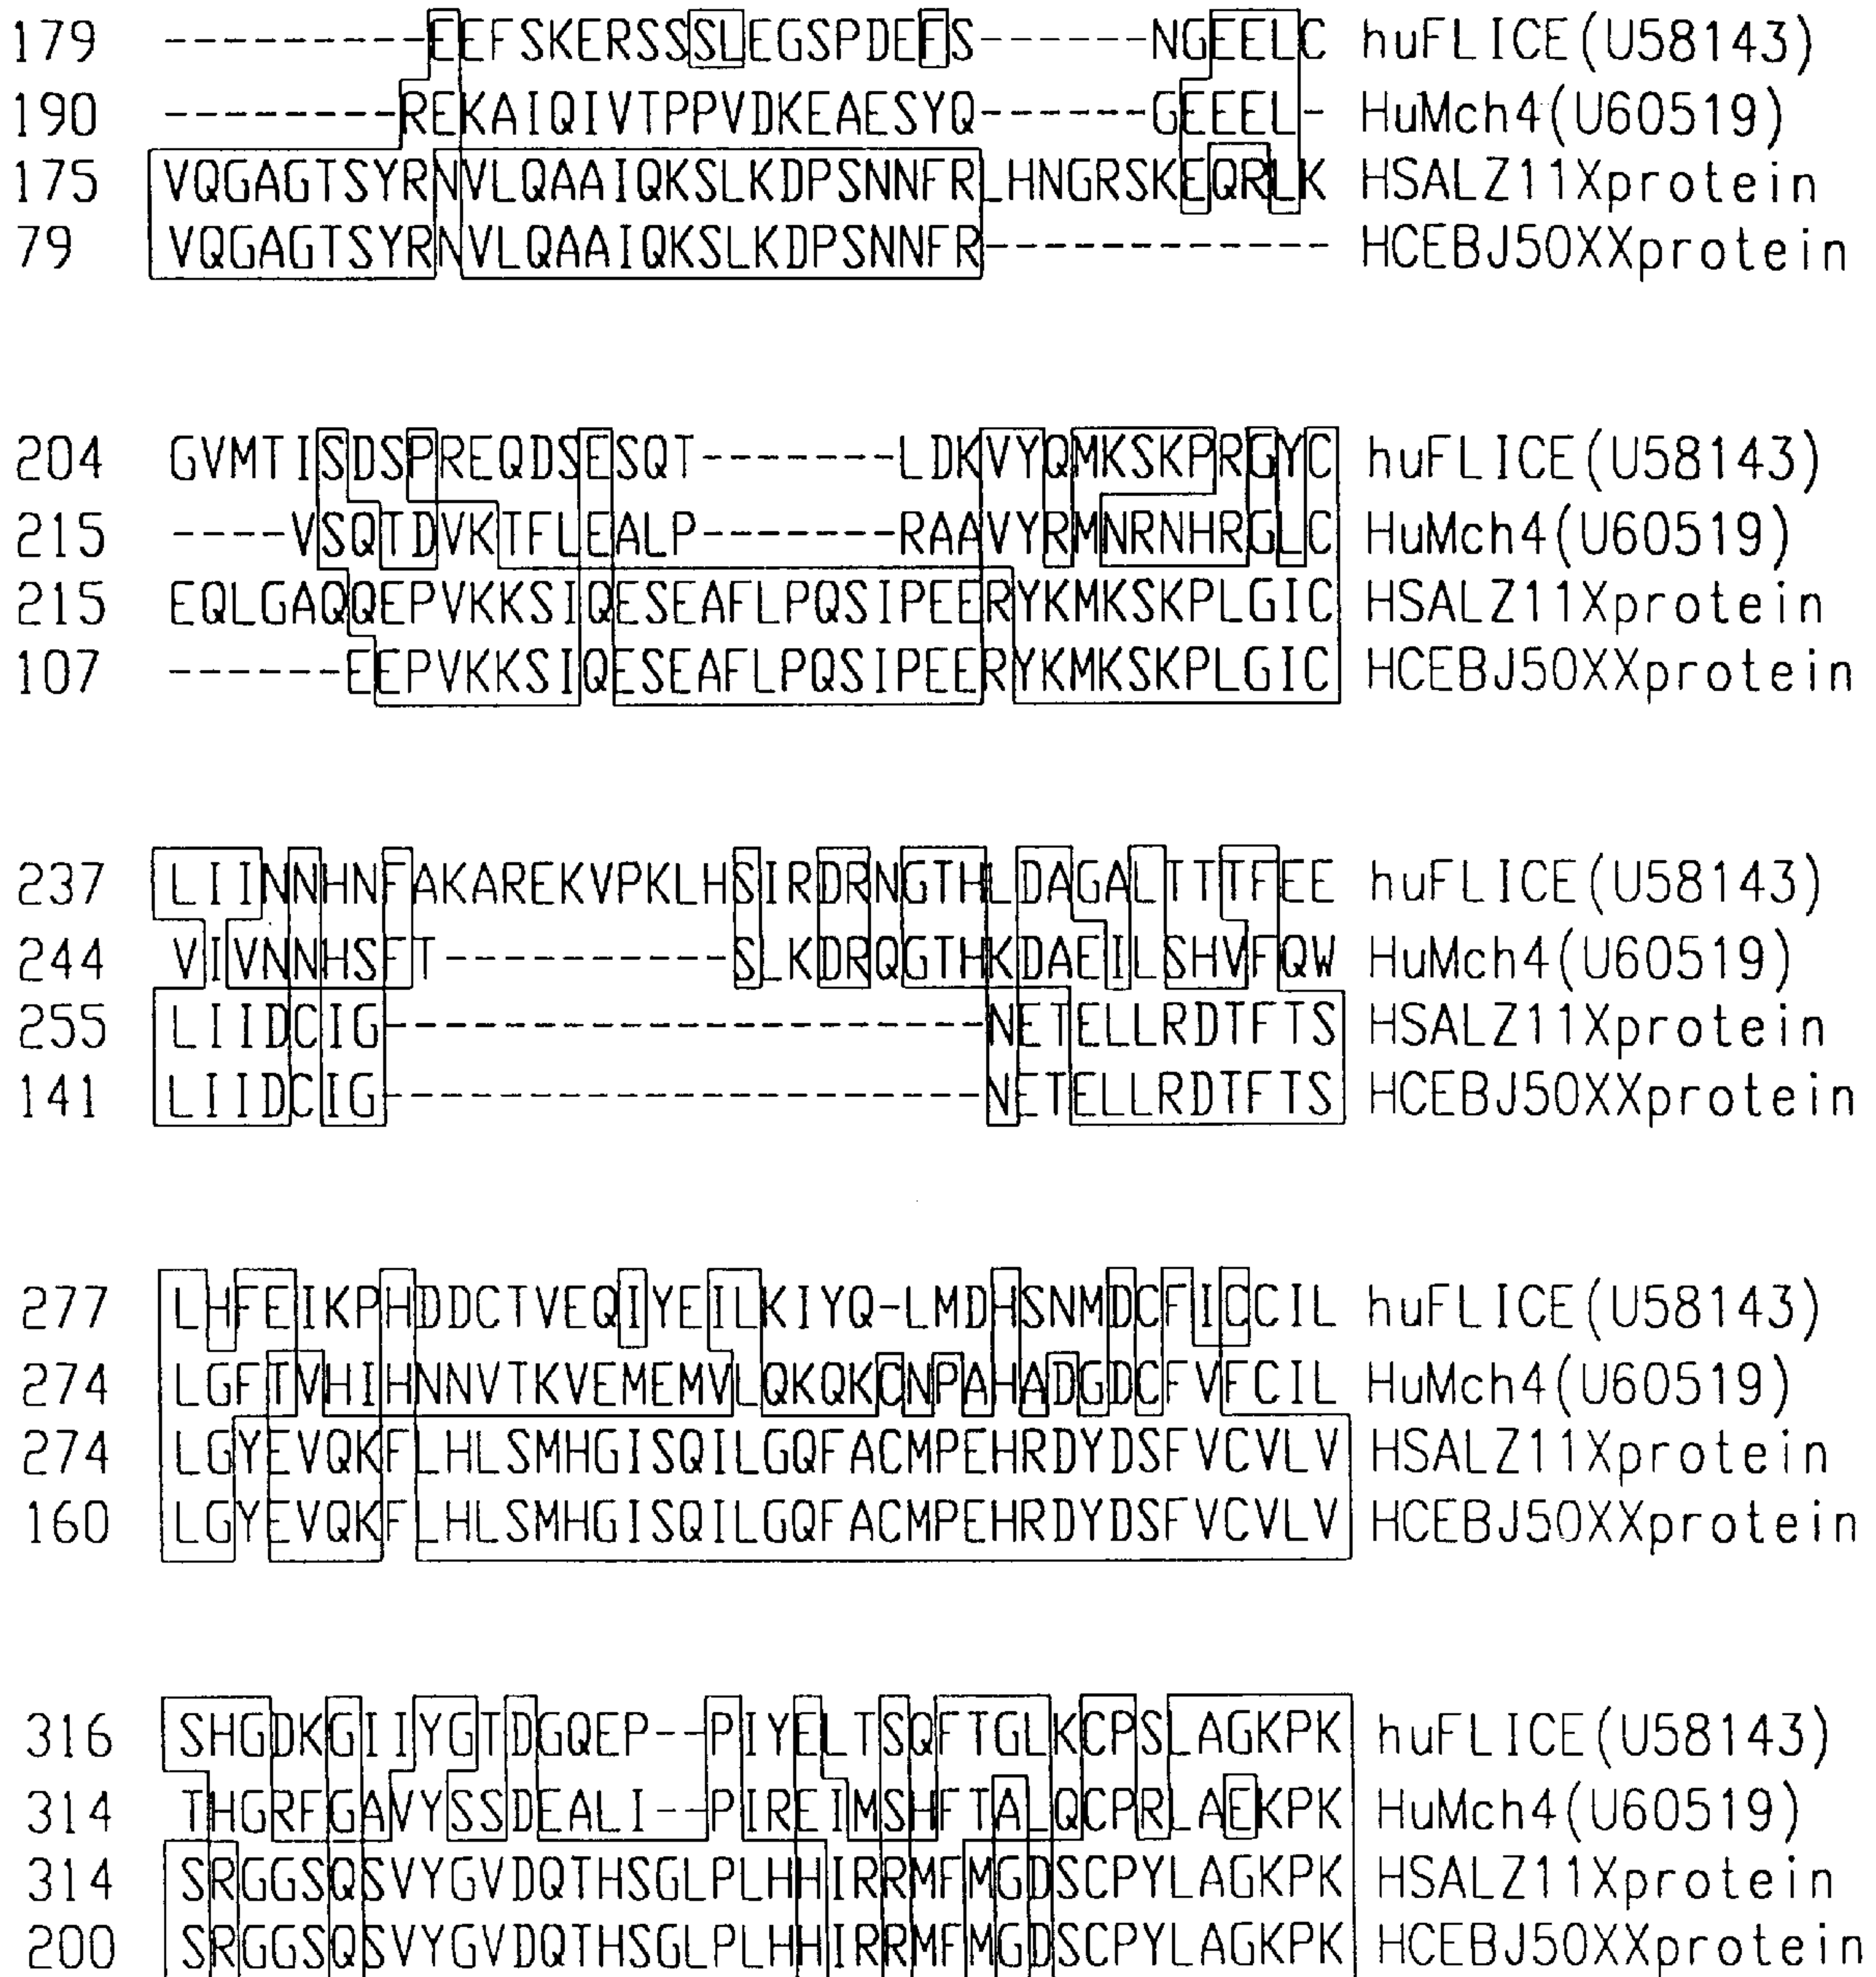 179 ---------EEFSKERSSSLEGSPDEFS------NGEELC huFLICE(U58143)
190 --------REKAIQIVTPPVDKEAESYQ------GEEEL- HuMch4(U60519)
175 VQGAGTSYRNVLQAAIQKSLKDPSNNFRLHNGRSKEQRLK HSALZ11Xprotein
79 VQGAGTSYRNVLQAAIQKSLKDPSNNFR------------ HCEBJ50XXprotein
204 GVMTISDSPREQDSESQT-------LDKVYQMKSKPRGYC huFLICE(U58143)
215 ----VSQTDVKTFLEALP-------RAAVYRMNRNHRGLC HuMch4(U60519)
215 EQLGAQQEPVKKSIQESEAFLPQSIPEERYKMKSKPLGIC HSALZ11Xprotein
107 ------EEPVKKSIQESEAFLPQSIPEERYKMKSKPLGIC HCEBJ50XXprotein
237 LIINNHNFAKAREKVPKLHSIRDRNGTHLDAGALTTTFEE huFLICE(U58143)
244 VIVNNHSFT----------SLKDRQGTHKDAEILSHVFQW HuMch4(U60519)
255 LIIDCIG---------------------NETELLRDTFTS HSALZ11Xprotein
141 LIIDCIG---------------------NETELLRDTFTS HCEBJ50XXprotein
277 LHFEIKPHDDCTVEQIYEILKIYQ-LMDHSNMDCFICCIL huFLICE(U58143)
274 LGFTVHIHNNVTKVEMEMVLQKQKCNPAHADGDCFVFCIL HuMch4(U60519)
274 LGYEVQKFLHLSMHGISQILGQFACMPEHRDYDSFVCVLV HSALZ11Xprotein
160 LGYEVQKFLHLSMHGISQILGQFACMPEHRDYDSFVCVLV HCEBJ50XXprotein
316 SHGDKGIIYGTDGQEP--PIYELTSQFTGLKCPSLAGKPK huFLICE(U58143)
314 THGRFGAVYSSDEALI--PIREIMSHFTALQCPRLAEKPK HuMch4(U60519)
314 SRGGSQSVYGVDQTHSGLPLHHIRRMFMGDSCPYLAGKPK HSALZ11Xprotein
200 SRGGSQSVYGVDQTHSGLPLHHIRRMFMGDSCPYLAGKPK HCEBJ50XXprotein